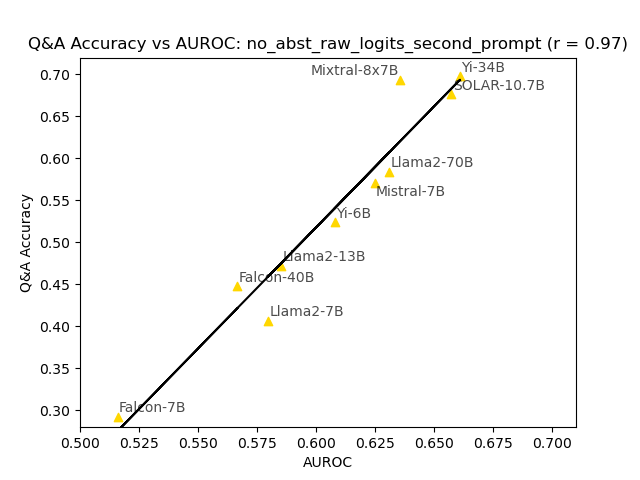 Q&A Accuracy vs AUROC: no_abst_raw_logits_second_prompt (r = 0.97)
Mixtral-8x7B
Yi-34B
SOLAR-10.7B
Llama2-70B
Mistral-7B
Yi-6B
Llama2-13B
Falcon-40B
Llama2-7B
Falcon-7B
Q&A Accuracy
0.70
0.65
0.60
0.55
0.50
0.45
0.40
0.35
0.30
0.500 0.525 0.550 0.575 0.600 0.625 0.650 0.675 0.700
AUROC